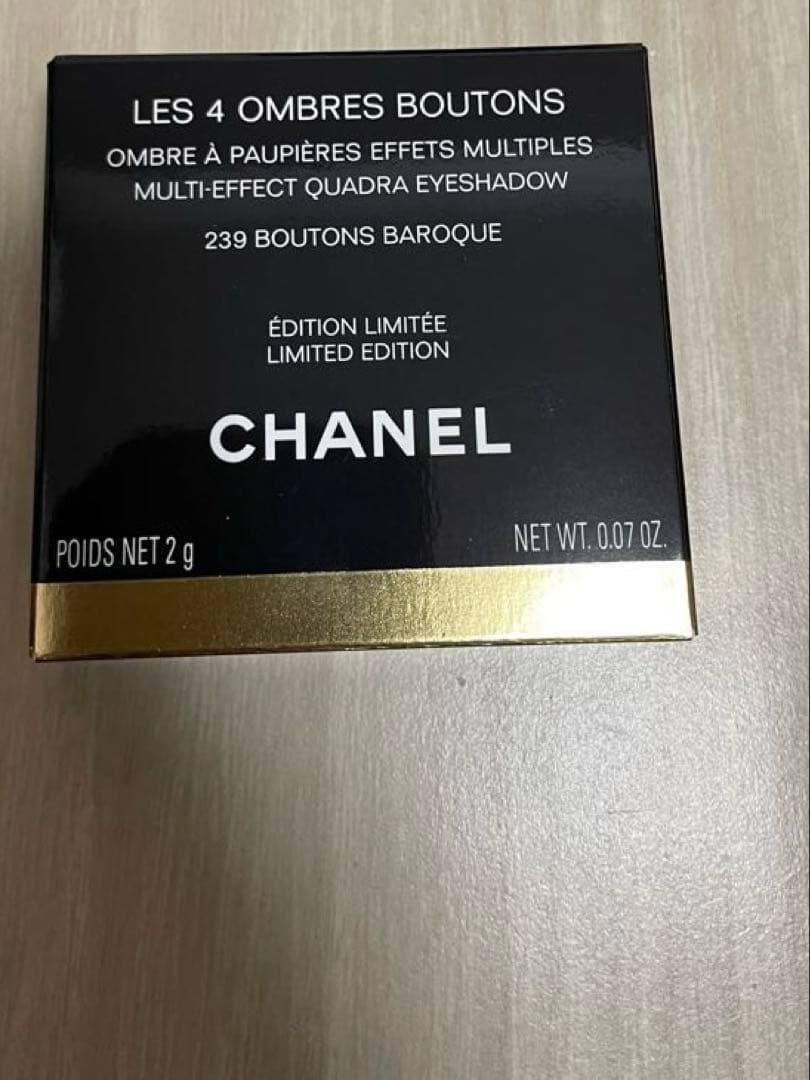 LES 4 OMBRES BOUTONS
OMBRE À PAUPIÈRES EFFETS MULTIPLES
MULTI-EFFECT QUADRA EYESHADOW
239 BOUTONS BAROQUE
ÉDITION LIMITÉE
LIMITED EDITION
CHANEL
POIDS NET 2 g
NET WT. 0.07 OZ.